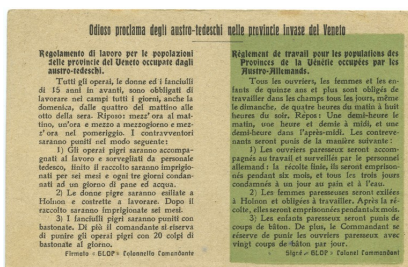 Odioso proclama degli austro-tedeschi nelle provincie invase del Veneto
Regolamento di lavoro per le popolazioni
delle provincie del Veneto occupate dagli
austro-tedeschi.
Tutti gli operai, le donne ed i fanciulli
di 15 anni in avanti, sono obbligati di
lavorare nei campi tutti i giorni, anche la
domenica, dalle quattro del mattino alle
otto della sera. Riposo: mezz' ora al mat-
tino, un'ora e mezzo a mezzogiorno e mez-
z' ora nel pomeriggio. I contravventori
saranno puniti nel modo seguente:
1) Gli operai pigri saranno accompa-
gnati al lavoro e sorvegliati da personale
tedesco, finito il raccolto saranno imprigio-
nati per sei mesi e ogni tre giorni condan-
nati ad un giorno di pane ed acqua.
2) Le donne pigre saranno esiliate a
Holnon e costrette a lavorare. Dopo il
raccolto saranno imprigionate sei mesi.
3) I fanciulli pigri saranno puniti con
bastonate. Di più il comandante si riserva
di punire gli operai pigri con 20 colpi di
bastonate al giorno.
Firmato = GLOP= Colonnello Comandante
Réglement de travail pour les populations des
Provinces de la Vénétie occupées par les
Austro-Allemands.
Tous les ouvriers, les femmes et les en-
fants de quinze ans et plus sont obligés de
travailler dans les champs tous les jours, même
le dimanche, de quatre heures du matin à huit
heures du soir. Répos: Une demi-heure le
matin, une heure et demie à midi, et une
demi-heure dans l'après-midi. Les contreve-
nants seront punis de la manière suivante:
1) Les ouvriers paresseux seront accom-
pagnés au travail et surveillés par le personnel
allemand: la récolte finie, ils seront emprison-
nés pendant six mois, et tous les trois jours
condamnés à un jour au pain et à l'eau.
2) Les femmes paresseuses seront exilées
à Holnon et obligées à travailler. Après la ré-
colte, elles seront emprisonnées pendant six mois.
3) Les enfants paresseux seront punis de
coups de bâton. De plus, le Commandant se
réserve de punir les ouvriers paresseux avec
vingt coups de bâton par jour.
Signé = GLOP = Colonel Commandant